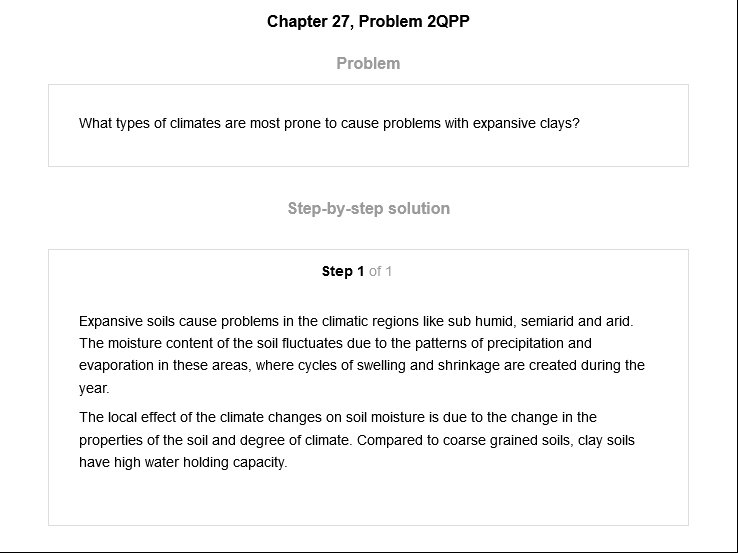 Chapter 27, Problem 2QPP
Problem
What types of climates are most prone to cause problems with expansive clays?
Step-by-step solution
Step 1 of 1
Expansive soils cause problems in the climatic regions like sub humid, semiarid and arid.
The moisture content of the soil fluctuates due to the patterns of precipitation and
evaporation in these areas, where cycles of swelling and shrinkage are created during the
year.
The local effect of the climate changes on soil moisture is due to the change in the
properties of the soil and degree of climate. Compared to coarse grained soils, clay soils
have high water holding capacity.